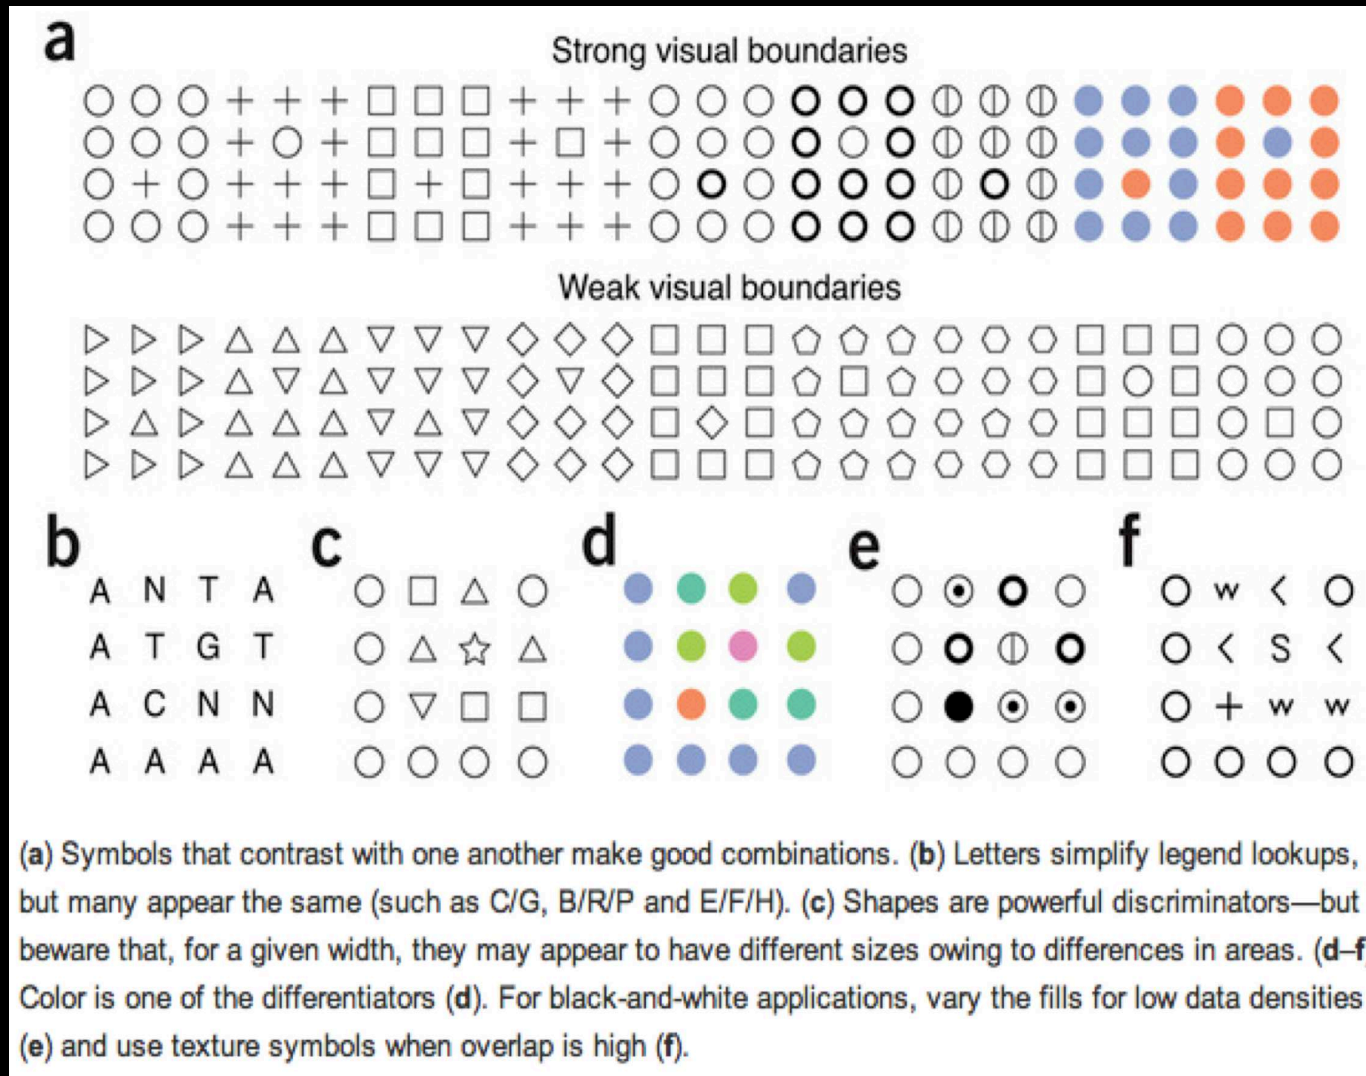 a
Strong visual boundaries
Weak visual boundaries
b c d e f
A N T A
A T G T
A C N N
A A A A
w <
< S <
+ w w
(a) Symbols that contrast with one another make good combinations. (b) Letters simplify legend lookups,
but many appear the same (such as C/G, B/R/P and E/F/H). (c) Shapes are powerful discriminators—but
beware that, for a given width, they may appear to have different sizes owing to differences in areas. (d–f)
Color is one of the differentiators (d). For black-and-white applications, vary the fills for low data densities
(e) and use texture symbols when overlap is high (f).